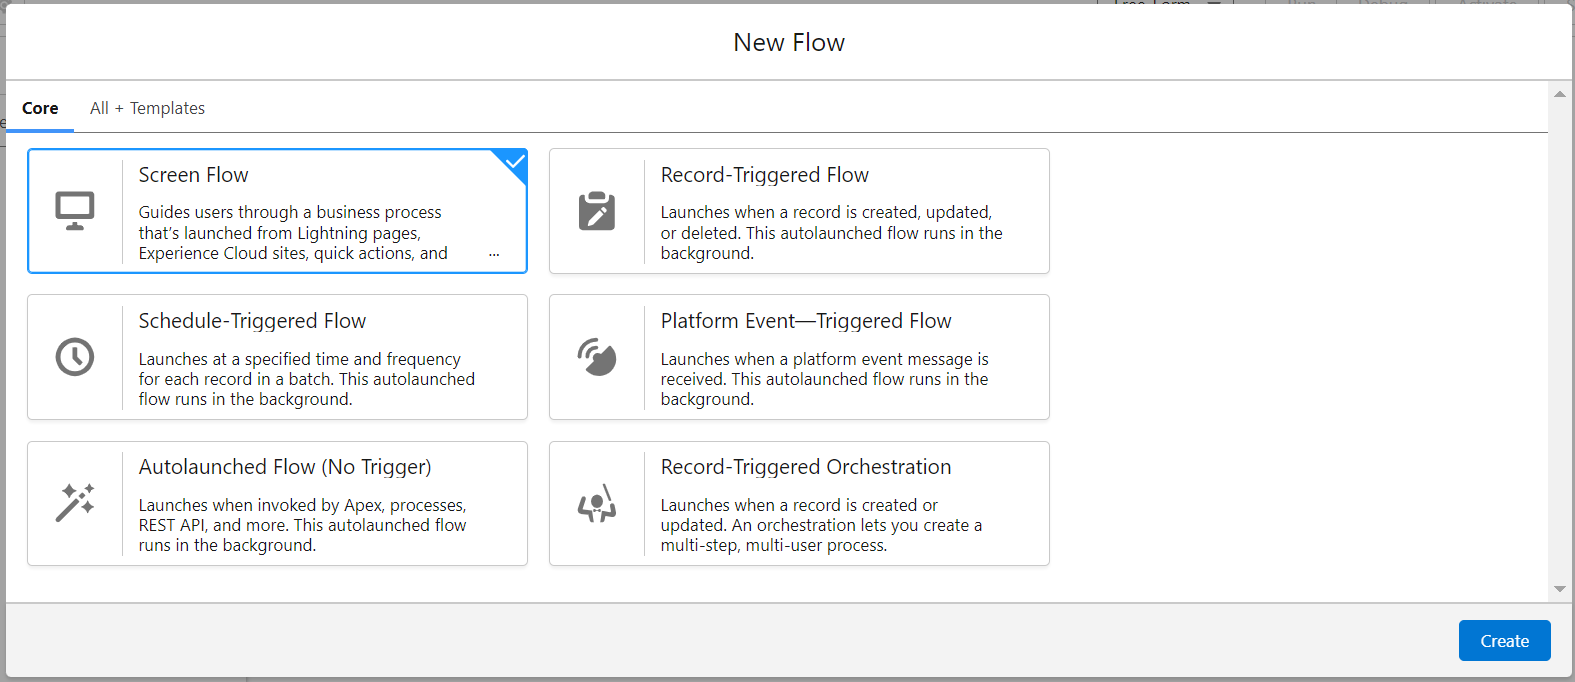 New Flow
Core
All + Templates
Screen Flow
Guides users through a business process
that's launched from Lightning pages,
Experience Cloud sites, quick actions, and ...
Record-Triggered Flow
Launches when a record is created, updated,
or deleted. This autolaunched flow runs in the
background.
Schedule-Triggered Flow
Launches at a specified time and frequency
for each record in a batch. This autolaunched
flow runs in the background.
Platform Event—Triggered Flow
Launches when a platform event message is
received. This autolaunched flow runs in the
background.
Autolaunched Flow (No Trigger)
Launches when invoked by Apex, processes,
REST API, and more. This autolaunched flow
runs in the background.
Record-Triggered Orchestration
Launches when a record is created or
updated. An orchestration lets you create a
multi-step, multi-user process.
Create